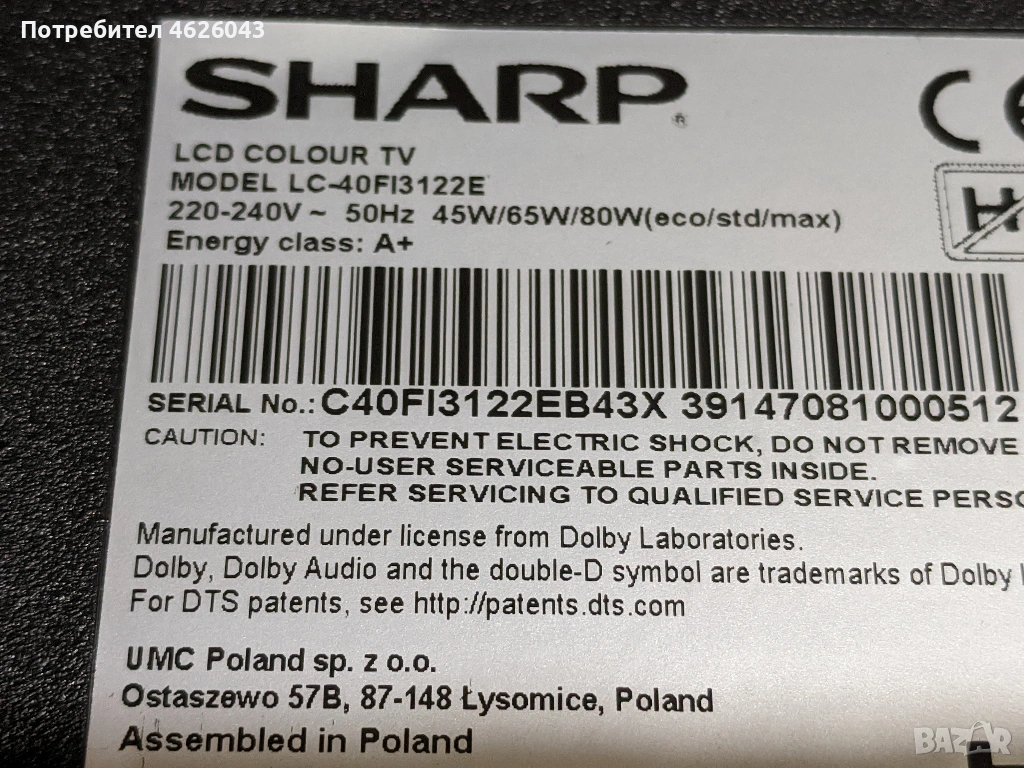 Потребител 4626043
SHARP®
LCD COLOUR TV
MODEL LC-40FI3122E
220-240V ~ 50Hz 45W/65W/80W(eco/std/max)
Energy class: A+
SERIAL No.: C40FI3122EB43X 39147081000512
CAUTION: TO PREVENT ELECTRIC SHOCK, DO NOT REMOVE
NO-USER SERVICEABLE PARTS INSIDE.
REFER SERVICING TO QUALIFIED SERVICE PERSO
Manufactured under license from Dolby Laboratories.
Dolby, Dolby Audio and the double-D symbol are trademarks of Dolby
For DTS patents, see http://patents.dts.com
UMC Poland sp. z o.o.
Ostaszewo 57B, 87-148 Łysomice, Poland
Assembled in Poland
BAZAR